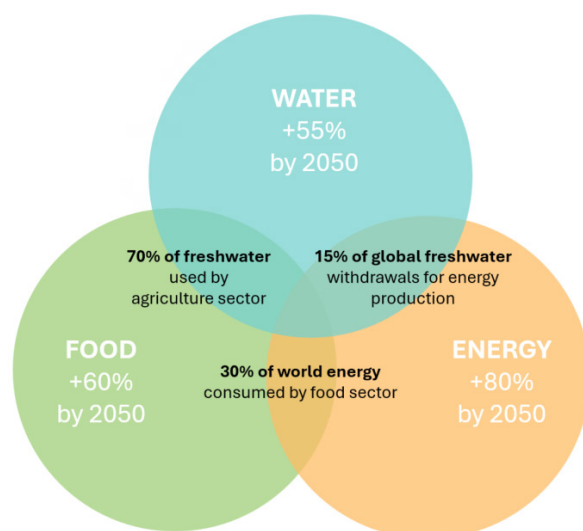 WATER
+55%
by 2050
70% of freshwater
used by
agriculture sector
15% of global freshwater
withdrawals for energy
production
FOOD
+60%
by 2050
30% of world energy
consumed by food sector
ENERGY
+80%
by 2050